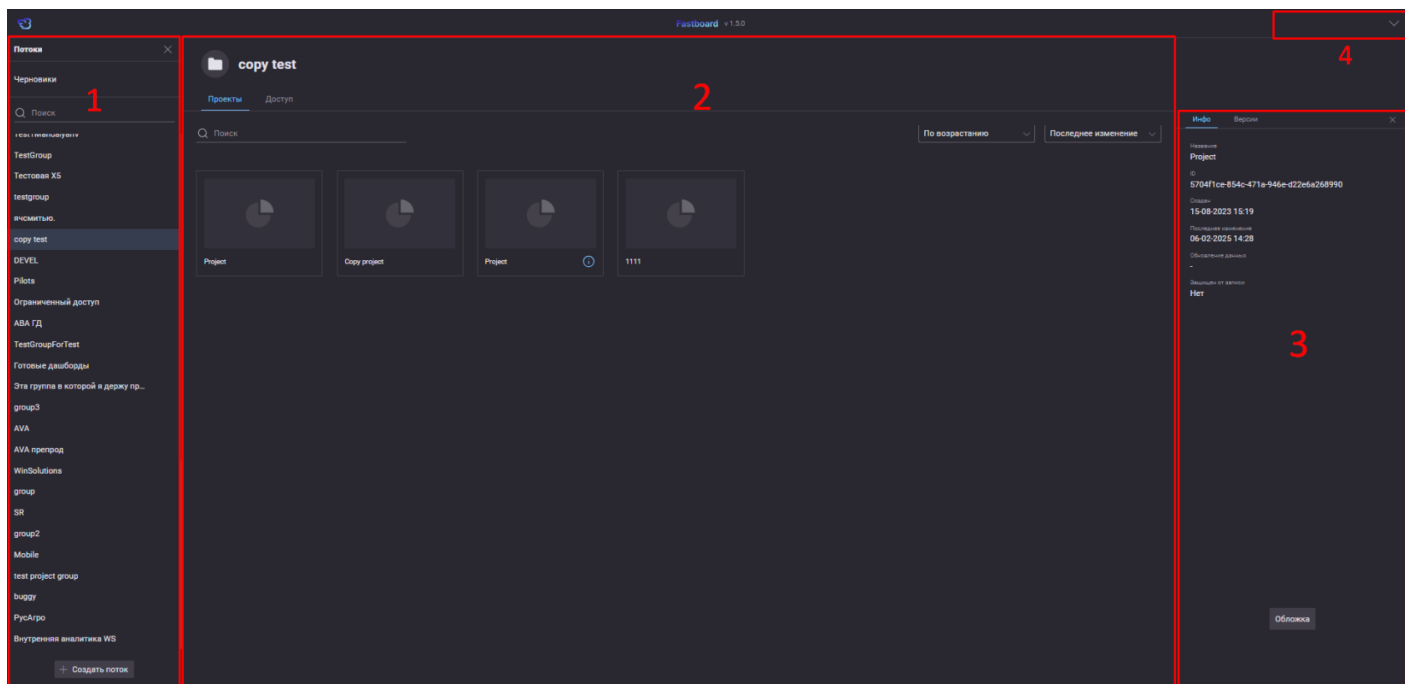 Fastboard v 1.5.0
4
Потоки
Черновики
1
Поиск
TestGroup
Тестовая X5
testgroup
ячсмитью.
copy test
DEVEL
Pilots
Ограниченный доступ
АВА ГД
TestGroupForTest
Готовые дашборды
Эта группа в которой я держу пр...
group3
AVA
AVA препрод
WinSolutions
group
SR
group2
Mobile
test project group
buggy
РусАгро
Внутренняя аналитика WS
+ Создать поток
copy test
2
Проекты Доступ
Поиск
По возрастанию
Последнее изменение
Project
Copy project
Project
1111
Инфо Версии
Название
Project
ID
5704f1ce-854c-471a-946e-d22e6a268990
Создан
15-08-2023 15:19
Последнее изменение
06-02-2025 14:28
Обновление данных
-
Защищен от записи
Нет
3
Обложка